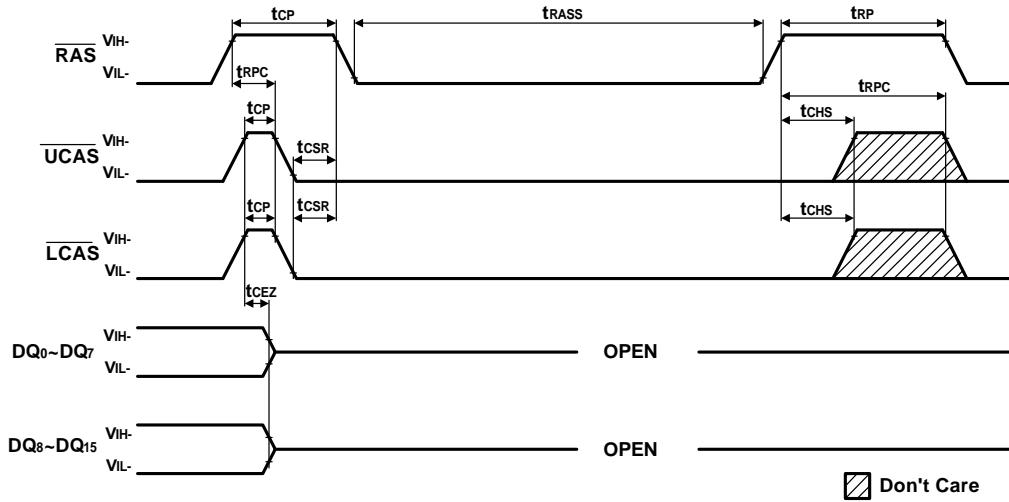 tCP
tRASS
tRP
RAS
VIH-
VIL-
tRPC
tRPC
tCP
tCHS
UCAS
VIH-
VIL-
tCSR
tCP
tCSR
tCHS
LCAS
VIH-
VIL-
tCEZ
DQ0~DQ7
VIH-
VIL-
OPEN
DQ8~DQ15
VIH-
VIL-
OPEN
Don't Care